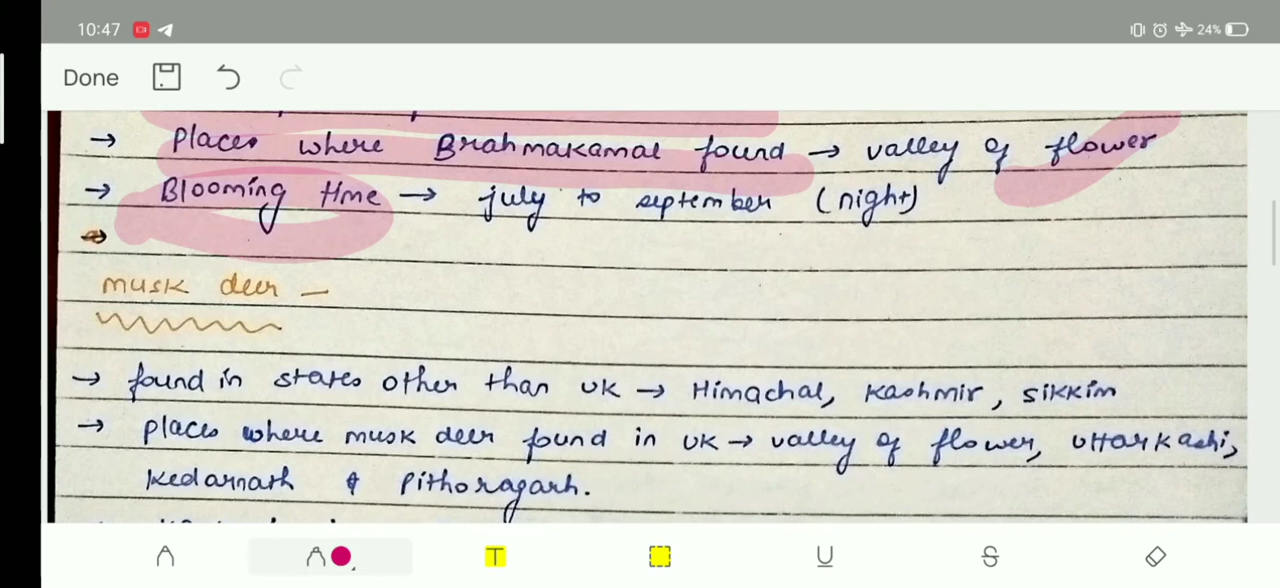 10:47
24%
Done
→ Places where Brahmakamal found → valley of flower
→ Blooming time → july to september (night)
→
musk deer —
→ found in states other than UK → Himachal, Kashmir, sikkim
→ places where musk deer found in UK → valley of flower, Uttarkashi,
Kedarnath & Pithoragarh.
T
U
S